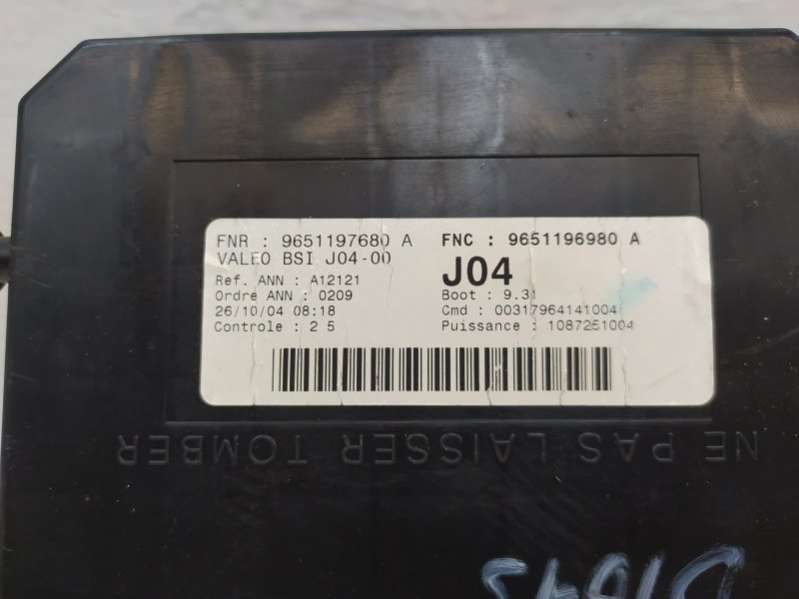 FNR : 9651197680 A FNC : 9651196980 A
VALEO BSI J04-00 J04
Ref. ANN : A12121
Ordre ANN : 0209 Boot : 9.31
26/10/04 08:18 Cmd : 00317964141004
Controle : 2 5 Puissance : 1087251004
NE PAS LAISSER TOMBER